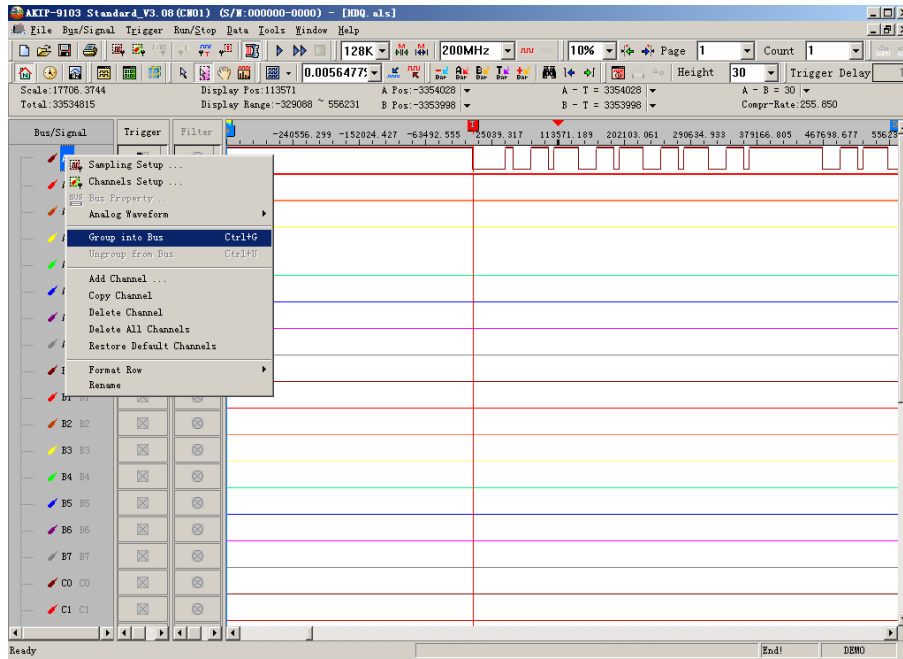 AKIP-9103 Standard_V3.08(CN01) (S/N:000000-0000) - [HDQ.als]
File Bus/Signal Trigger Run/Stop Data Tools Window Help
128K 200MHz 10% Page 1 Count 1
0.0056477 Height 30 Trigger Delay
Scale:17706.3744 Display Pos:113571 A Pos:-3354028 A - T = 3354028 A - B = 30
Total:33534815 Display Range:-329088 ~ 556231 B Pos:-3353998 B - T = 3353998 Compr-Rate:255.850
Bus/Signal Trigger Filter -240556.299 -152024.427 -63492.555 25039.317 113571.189 202103.061 290634.933 379166.805 467698.677 5562
Sampling Setup ...
Channels Setup ...
BUS Bus Property ...
Analog Waveform
Group into Bus Ctrl+G
Ungroup from Bus Ctrl+U
Add Channel ...
Copy Channel
Delete Channel
Delete All Channels
Restore Default Channels
Format Row
Rename
B1 B1
B2 B2
B3 B3
B4 B4
B5 B5
B6 B6
B7 B7
C0 C0
C1 C1
Ready End! DEMO